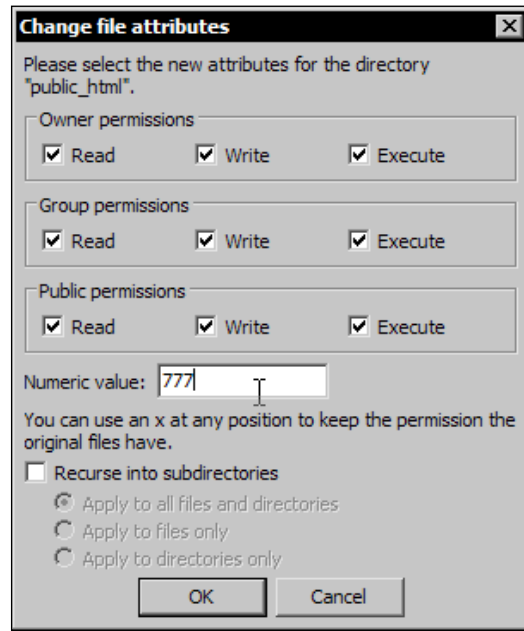 Change file attributes
Please select the new attributes for the directory
"public_html".
Owner permissions
Read Write Execute
Group permissions
Read Write Execute
Public permissions
Read Write Execute
Numeric value: 777
You can use an x at any position to keep the permission the
original files have.
Recurse into subdirectories
Apply to all files and directories
Apply to files only
Apply to directories only
OK Cancel